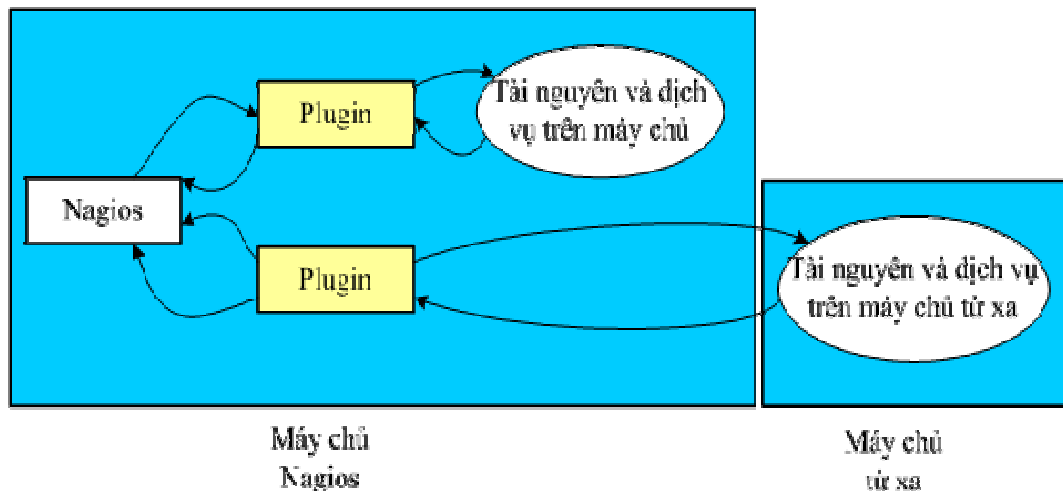 Plugin
Tài nguyên và dịch
vụ trên máy chủ
Nagios
Plugin
Tài nguyên và dịch vụ
trên máy chủ từ xa
Máy chủ
Nagios
Máy chủ
từ xa